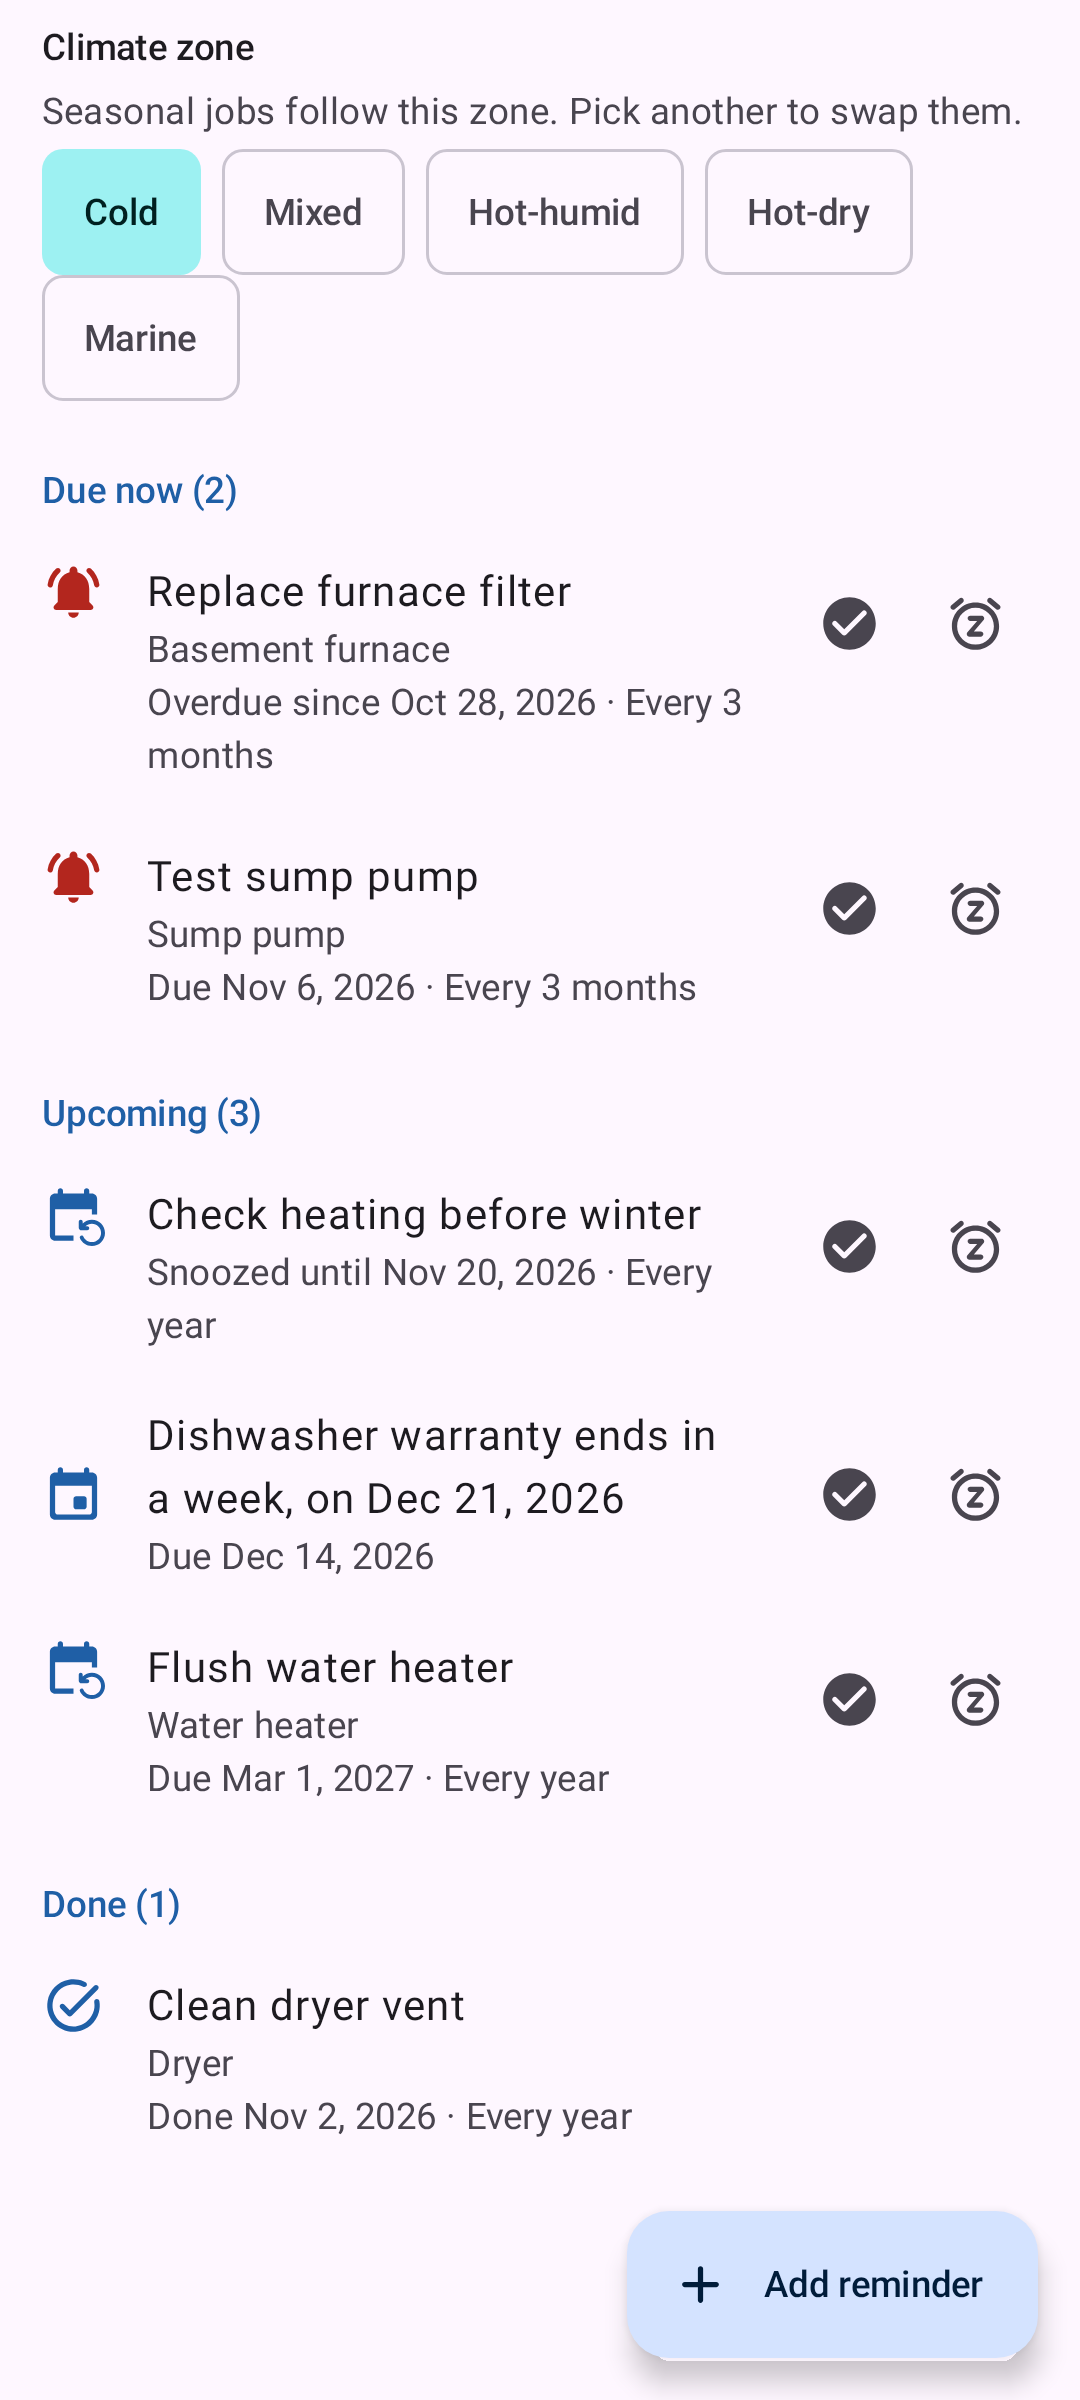 Climate zone
Seasonal jobs follow this zone. Pick another to swap them.
Cold
Mixed
Hot-humid
Hot-dry
Marine
Due now (2)
Replace furnace filter
Basement furnace
Overdue since Oct 28, 2026 · Every 3
months
Test sump pump
Sump pump
Due Nov 6, 2026 · Every 3 months
Upcoming (3)
Check heating before winter
Snoozed until Nov 20, 2026 · Every
year
Dishwasher warranty ends in
a week, on Dec 21, 2026
Due Dec 14, 2026
Flush water heater
Water heater
Due Mar 1, 2027 · Every year
Done (1)
Clean dryer vent
Dryer
Done Nov 2, 2026 · Every year
Add reminder